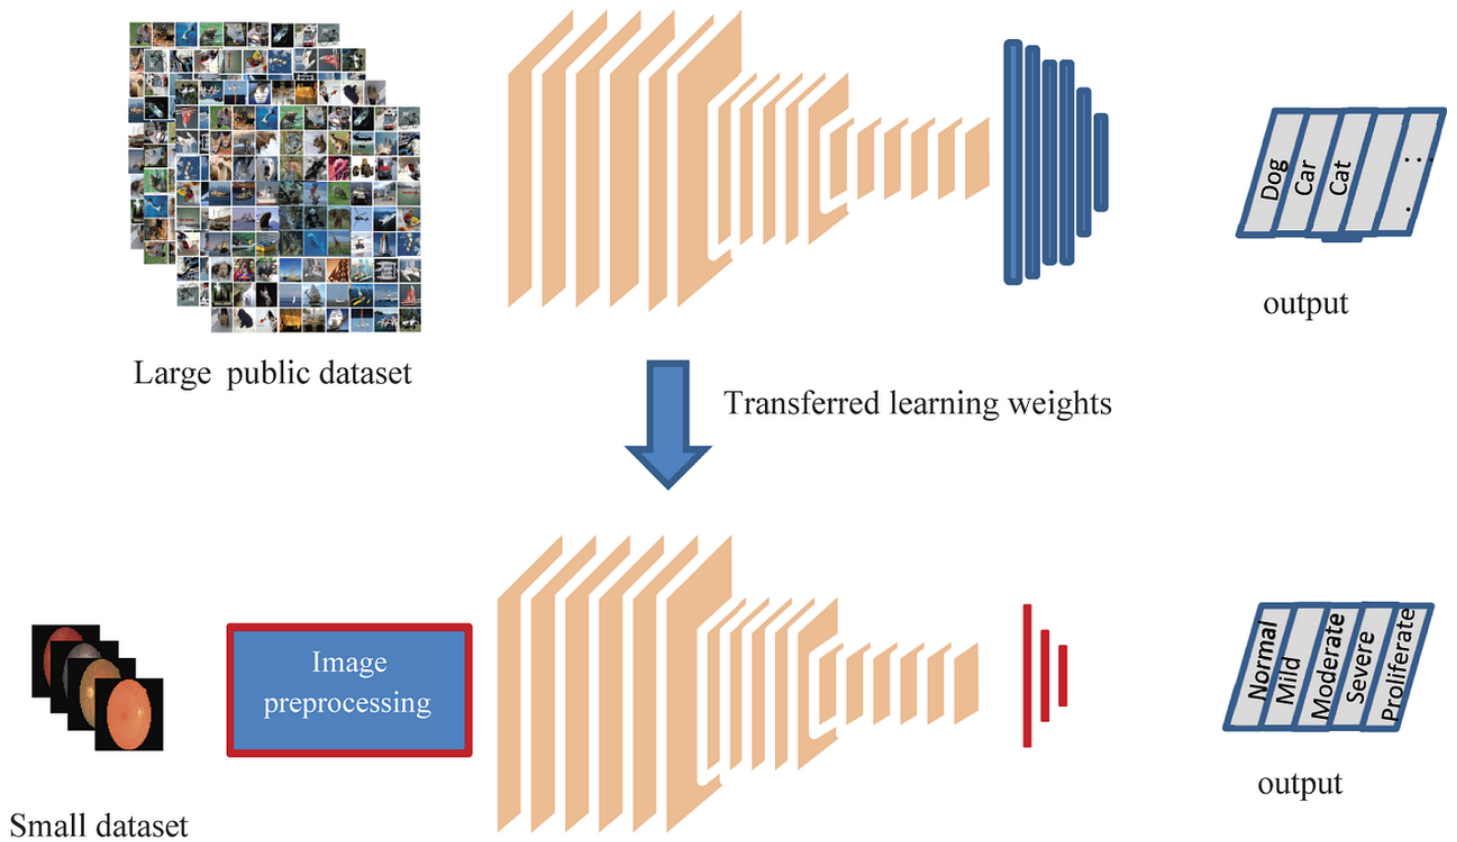 Dog
Car
Cat
output
Large public dataset
Transferred learning weights
Image
preprocessing
Normal
Mild
Moderate
Severe
Proliferate
output
Small dataset